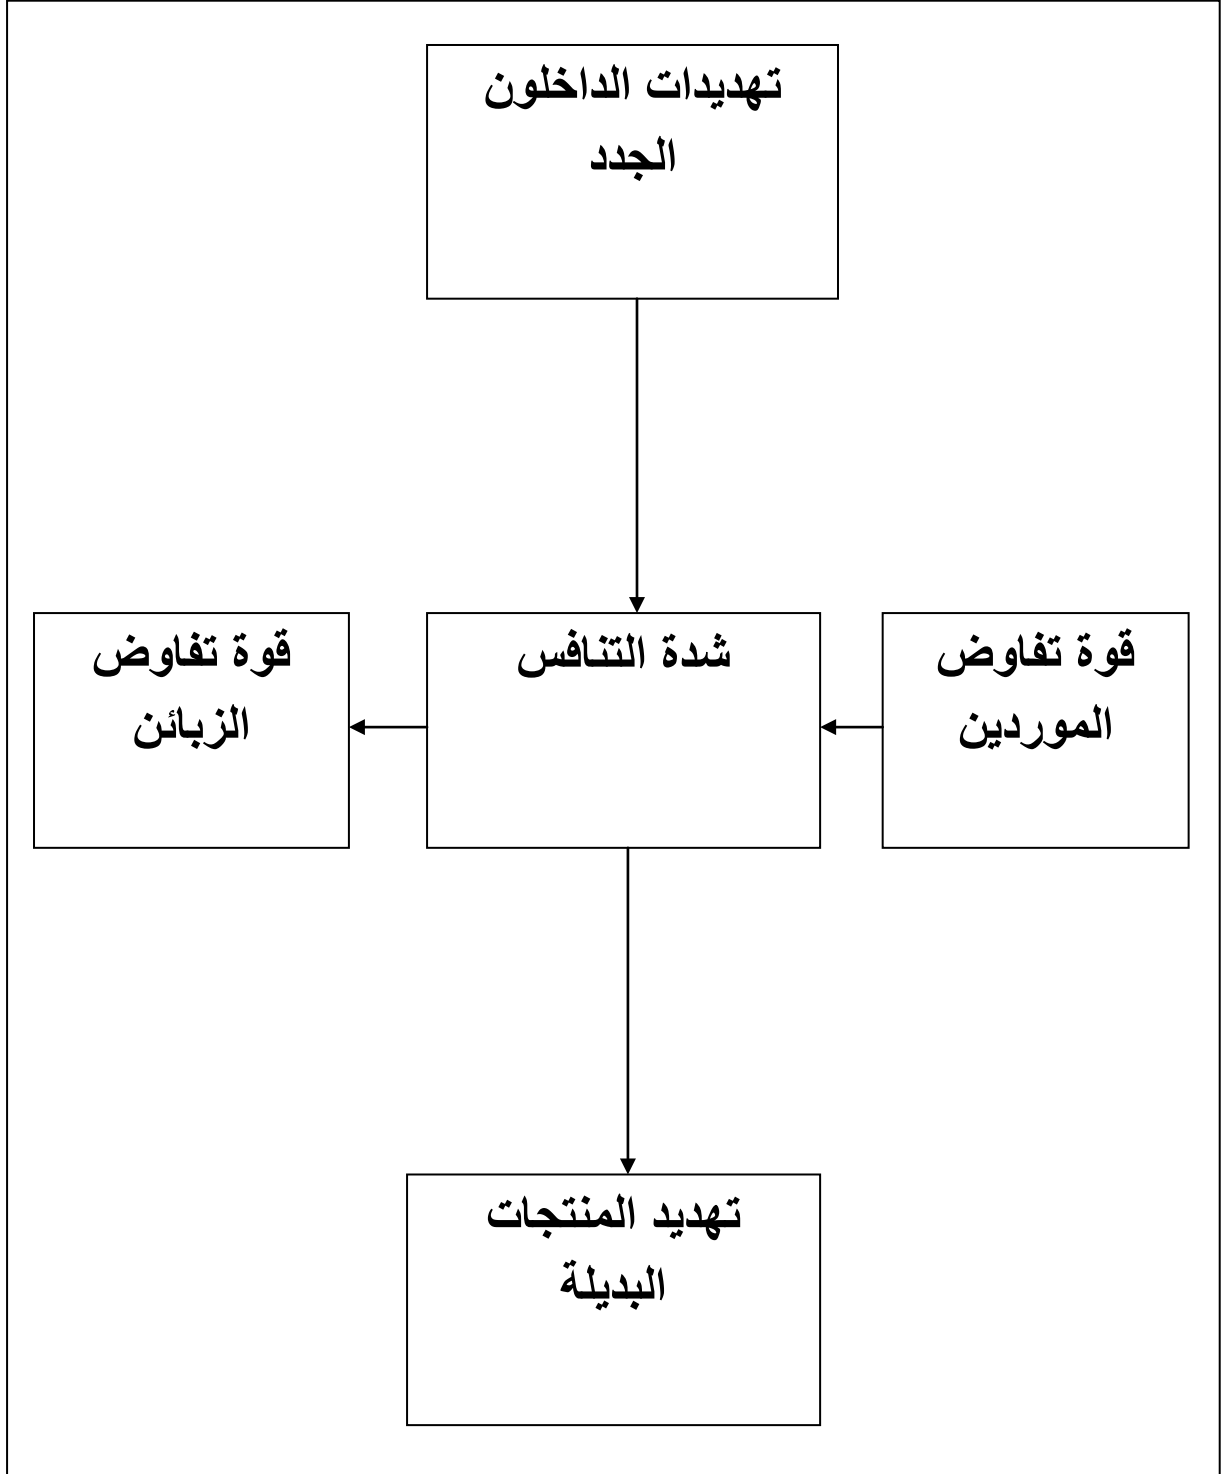 تهديدات الداخلون
الجدد
قوة تفاوض
الموردين
شدة التنافس
قوة تفاوض
الزبائن
تهديد المنتجات
البديلة